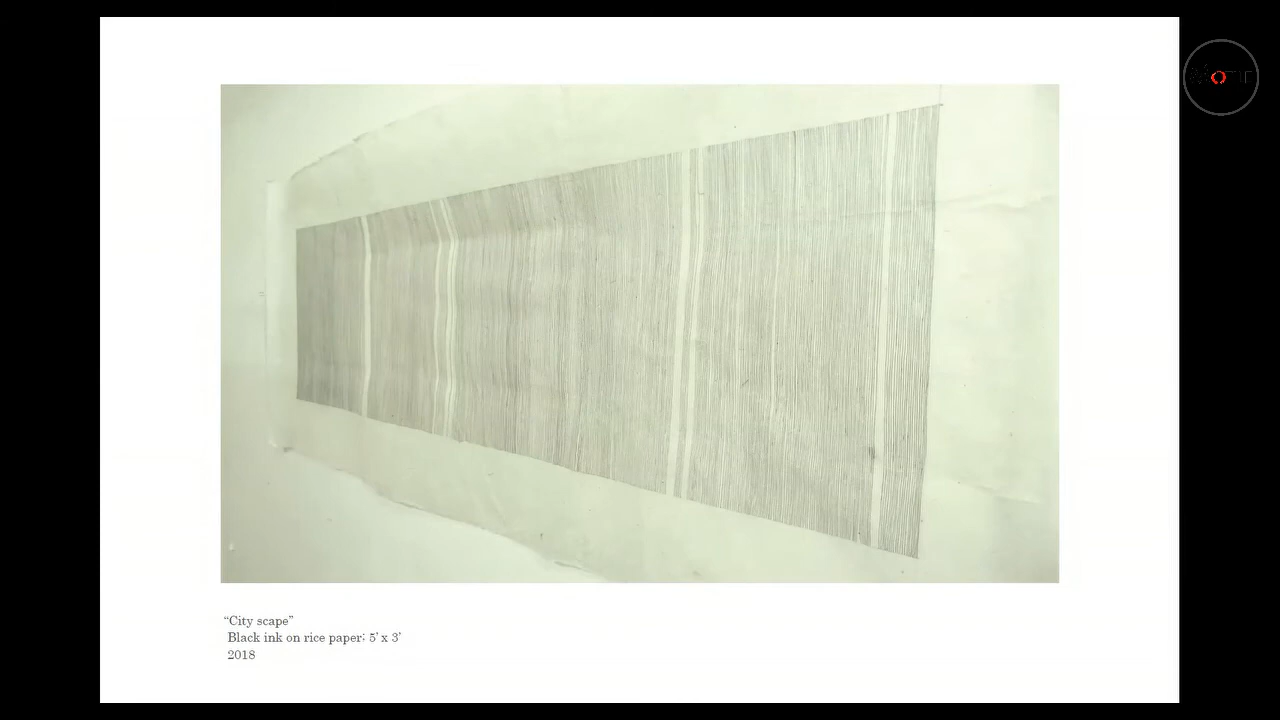 “City scape”
Black ink on rice paper: 5' x 3'
2018